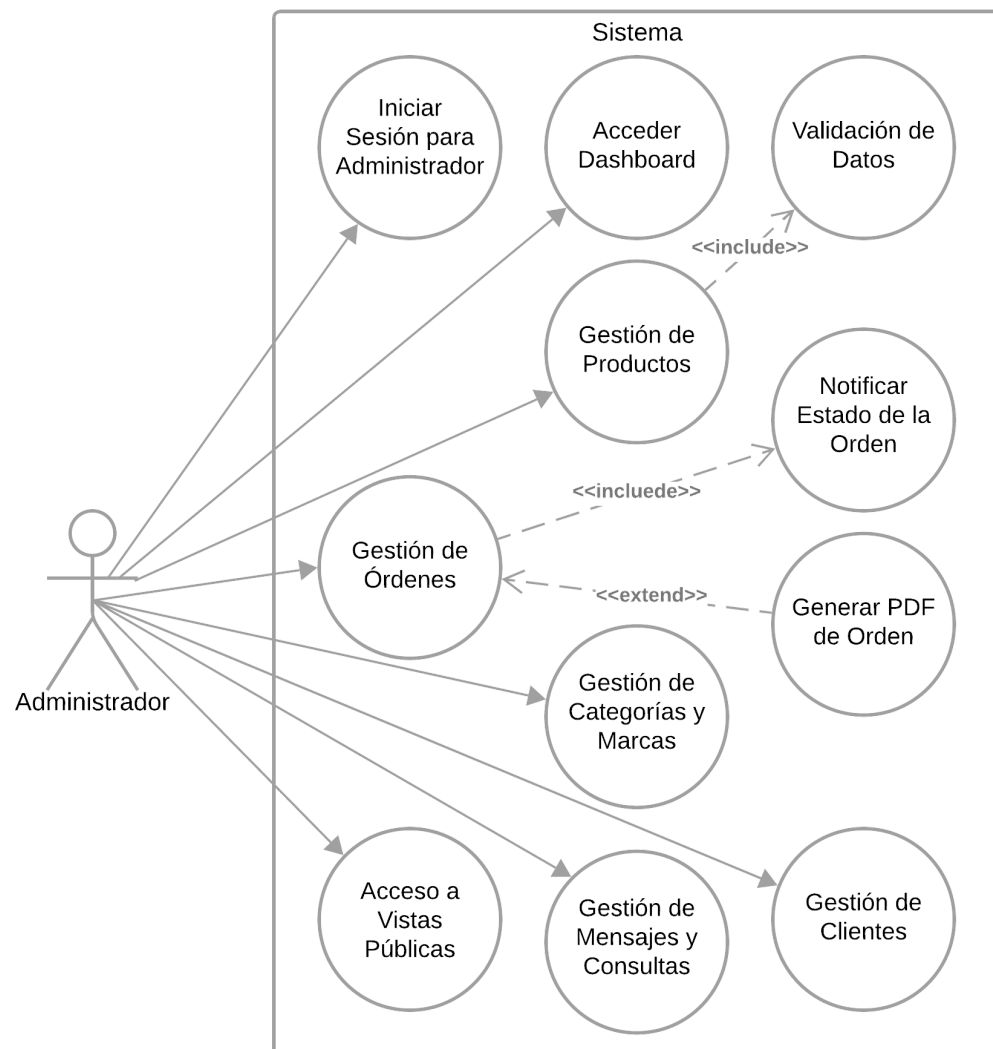 Sistema
Iniciar
Sesión para
Administrador
Acceder
Dashboard
Validación de
Datos
<<include>>
Gestión de
Productos
Notificar
Estado de la
Orden
<<incluede>>
Gestión de
Órdenes
<<extend>>
Generar PDF
de Orden
Administrador
Gestión de
Categorías y
Marcas
Acceso a
Vistas
Públicas
Gestión de
Mensajes y
Consultas
Gestión de
Clientes